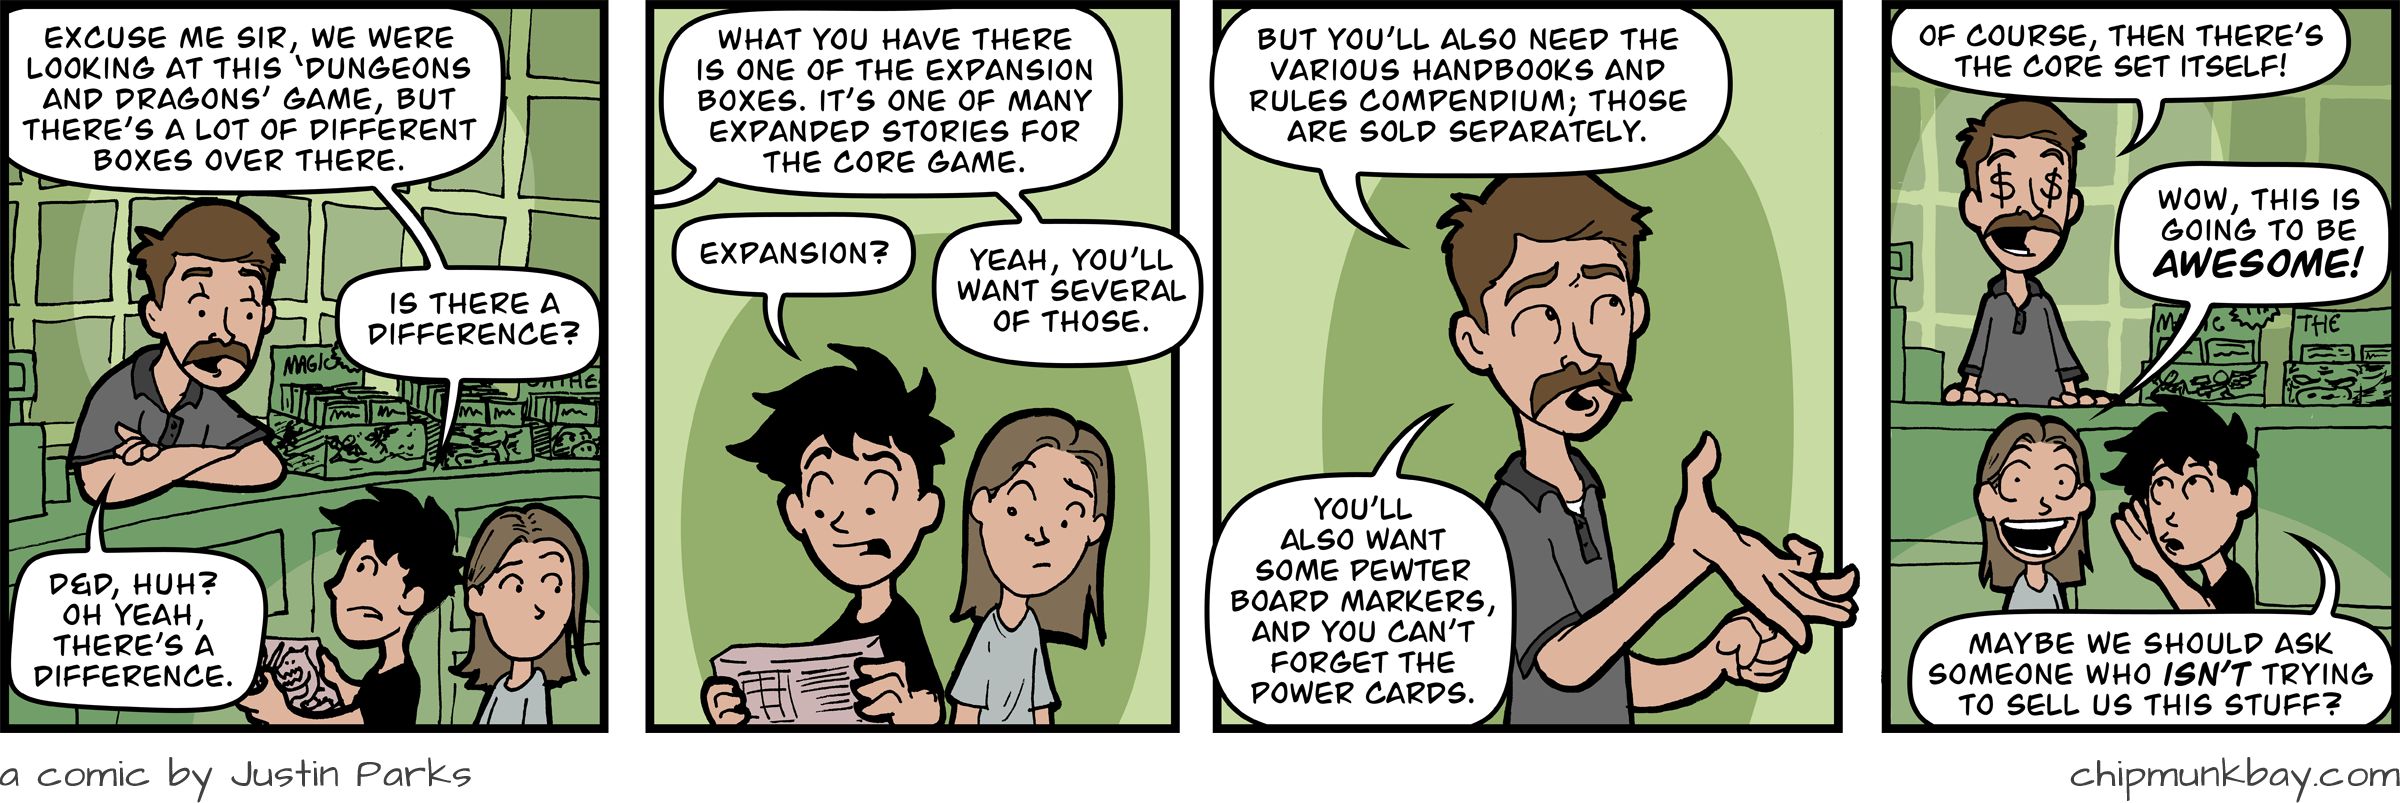 EXCUSE ME SIR, WE WERE
LOOKING AT THIS 'DUNGEONS
AND DRAGONS' GAME, BUT
THERE'S A LOT OF DIFFERENT
BOXES OVER THERE.
IS THERE A
DIFFERENCE?
MAGIC
D&D, HUH?
OH YEAH,
THERE'S A
DIFFERENCE.
WHAT YOU HAVE THERE
IS ONE OF THE EXPANSION
BOXES. IT'S ONE OF MANY
EXPANDED STORIES FOR
THE CORE GAME.
EXPANSION?
YEAH, YOU'LL
WANT SEVERAL
OF THOSE.
BUT YOU'LL ALSO NEED THE
VARIOUS HANDBOOKS AND
RULES COMPENDIUM; THOSE
ARE SOLD SEPARATELY.
YOU'LL
ALSO WANT
SOME PEWTER
BOARD MARKERS,
AND YOU CAN'T
FORGET THE
POWER CARDS.
OF COURSE, THEN THERE'S
THE CORE SET ITSELF!
$ $
WOW, THIS IS
GOING TO BE
AWESOME!
THE
MAYBE WE SHOULD ASK
SOMEONE WHO ISN'T TRYING
TO SELL US THIS STUFF?
a comic by Justin Parks
chipmunkbay.com